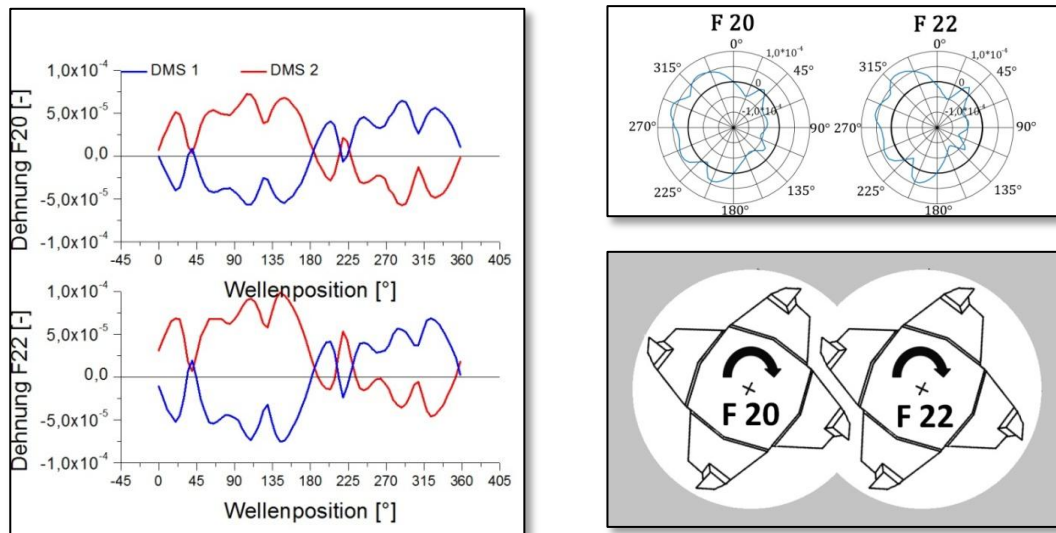 DMS 1 DMS 2
Dehnung F20 [-]
1,0x10⁻⁴
5,0x10⁻⁵
0,0
-5,0x10⁻⁵
-1,0x10⁻⁴
-45 0 45 90 135 180 225 270 315 360 405
Wellenposition [°]
Dehnung F22 [-]
1,0x10⁻⁴
5,0x10⁻⁵
0,0
-5,0x10⁻⁵
-1,0x10⁻⁴
-45 0 45 90 135 180 225 270 315 360 405
Wellenposition [°]
F 20
0°
1,0*10⁻⁴
45°
0
-1,0*10⁻⁴
90°
135°
180°
225°
270°
315°
F 22
0°
1,0*10⁻⁴
45°
0
-1,0*10⁻⁴
90°
135°
180°
225°
270°
315°
F 20
F 22